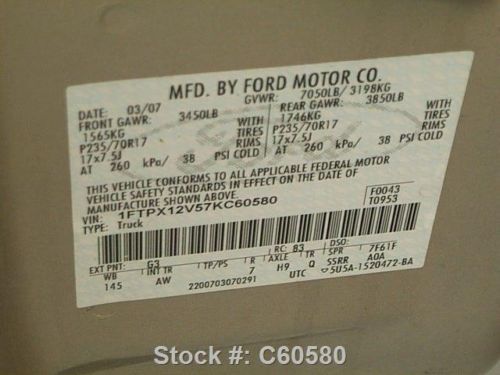 MFD. BY FORD MOTOR CO.
DATE: 03/07 GVWR: 7050LB/ 3198KG
FRONT GAWR: 3450LB REAR GAWR: 3850LB
1565KG WITH 1746KG WITH
P235/70R17 TIRES P235/70R17 TIRES
17x7.5J RIMS 17x7.5J RIMS
AT 260 kPa/ 38 PSI COLD AT 260 kPa/ 38 PSI COLD
THIS VEHICLE CONFORMS TO ALL APPLICABLE FEDERAL MOTOR
VEHICLE SAFETY STANDARDS IN EFFECT ON THE DATE OF
MANUFACTURE SHOWN ABOVE.
VIN: 1FTPX12V57KC60580 F0043
TYPE: Truck T0953
EXT PNT: G3 RC: 83 DSO:
WB INT TR TP/PS R AXLE TR SPR 7F61F
145 AW 7 H9 Q 5SRR A0A
2200703070291 UTC 5U5A-1520472-BA
Ford
Stock #: C60580